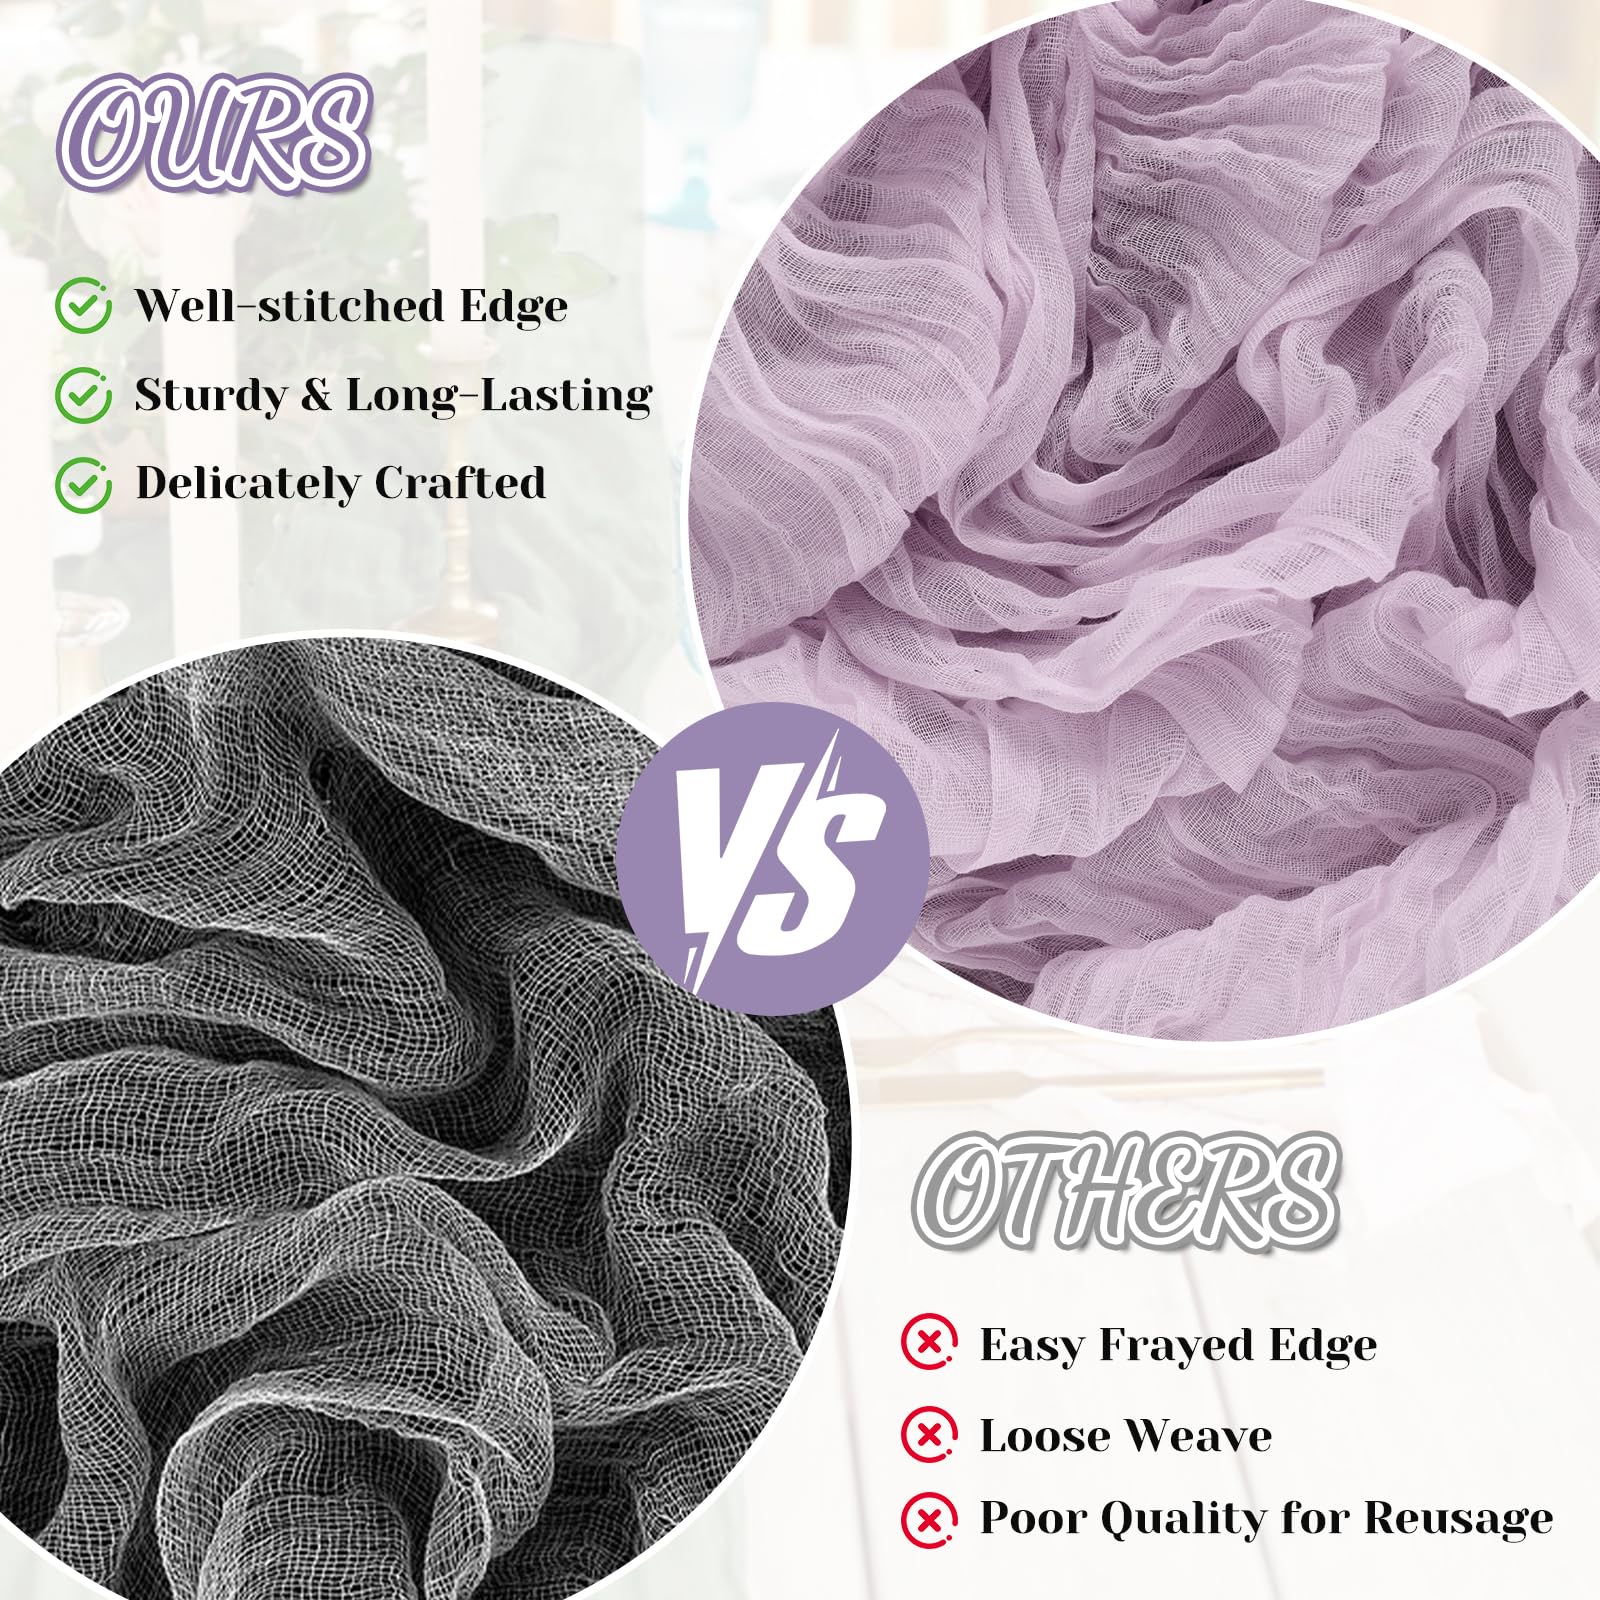 OURS
Well-stitched Edge
Sturdy & Long-Lasting
Delicately Crafted
VS
OTHERS
Easy Frayed Edge
Loose Weave
Poor Quality for Reusage